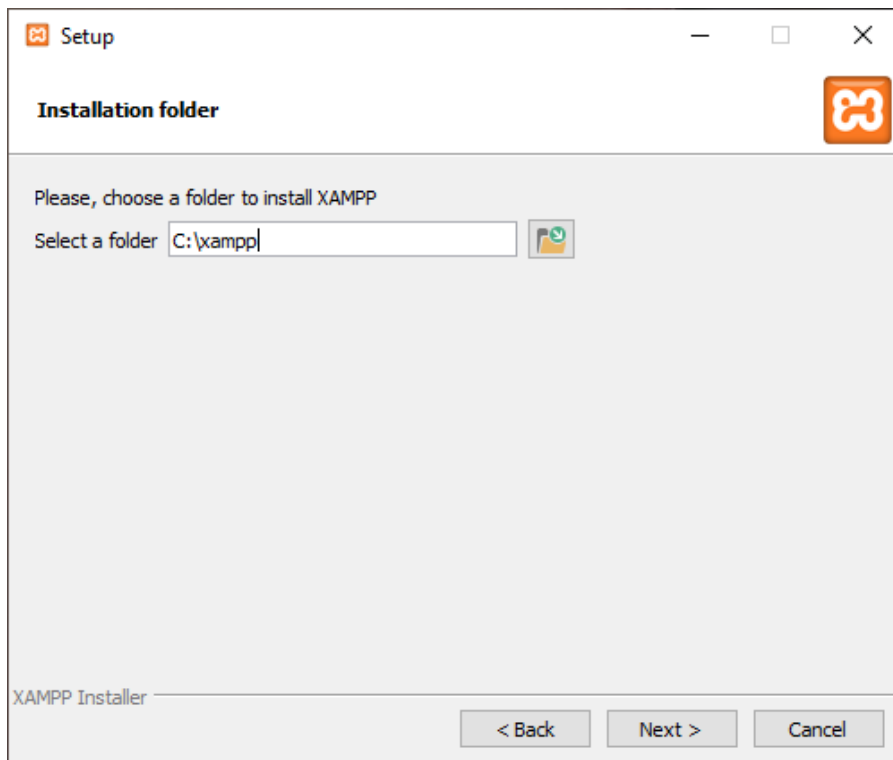 Setup
Installation folder
Please, choose a folder to install XAMPP
Select a folder C:\xampp
XAMPP Installer
< Back Next > Cancel